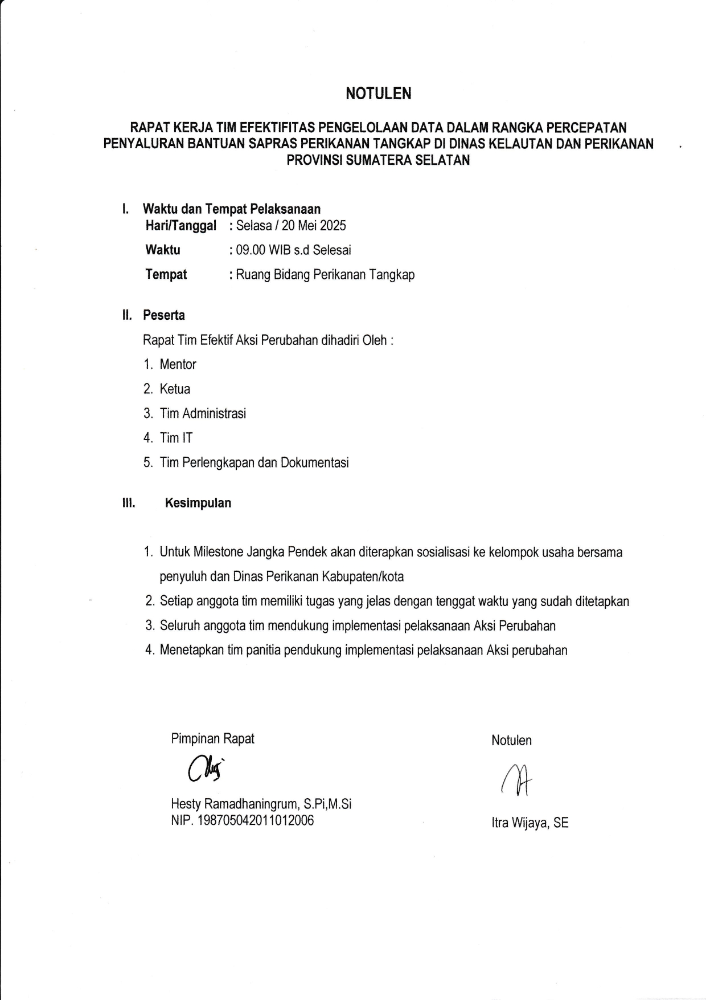 NOTULEN
RAPAT KERJA TIM EFEKTIFITAS PENGELOLAAN DATA DALAM RANGKA PERCEPATAN
PENYALURAN BANTUAN SAPRAS PERIKANAN TANGKAP DI DINAS KELAUTAN DAN PERIKANAN
PROVINSI SUMATERA SELATAN
I. Waktu dan Tempat Pelaksanaan
Hari/Tanggal : Selasa / 20 Mei 2025
Waktu : 09.00 WIB s.d Selesai
Tempat : Ruang Bidang Perikanan Tangkap
II. Peserta
Rapat Tim Efektif Aksi Perubahan dihadiri Oleh :
1. Mentor
2. Ketua
3. Tim Administrasi
4. Tim IT
5. Tim Perlengkapan dan Dokumentasi
III. Kesimpulan
1. Untuk Milestone Jangka Pendek akan diterapkan sosialisasi ke kelompok usaha bersama
penyuluh dan Dinas Perikanan Kabupaten/kota
2. Setiap anggota tim memiliki tugas yang jelas dengan tenggat waktu yang sudah ditetapkan
3. Seluruh anggota tim mendukung implementasi pelaksanaan Aksi Perubahan
4. Menetapkan tim panitia pendukung implementasi pelaksanaan Aksi perubahan
Pimpinan Rapat
Hesty Ramadhaningrum, S.Pi,M.Si
NIP. 198705042011012006
Notulen
Itra Wijaya, SE